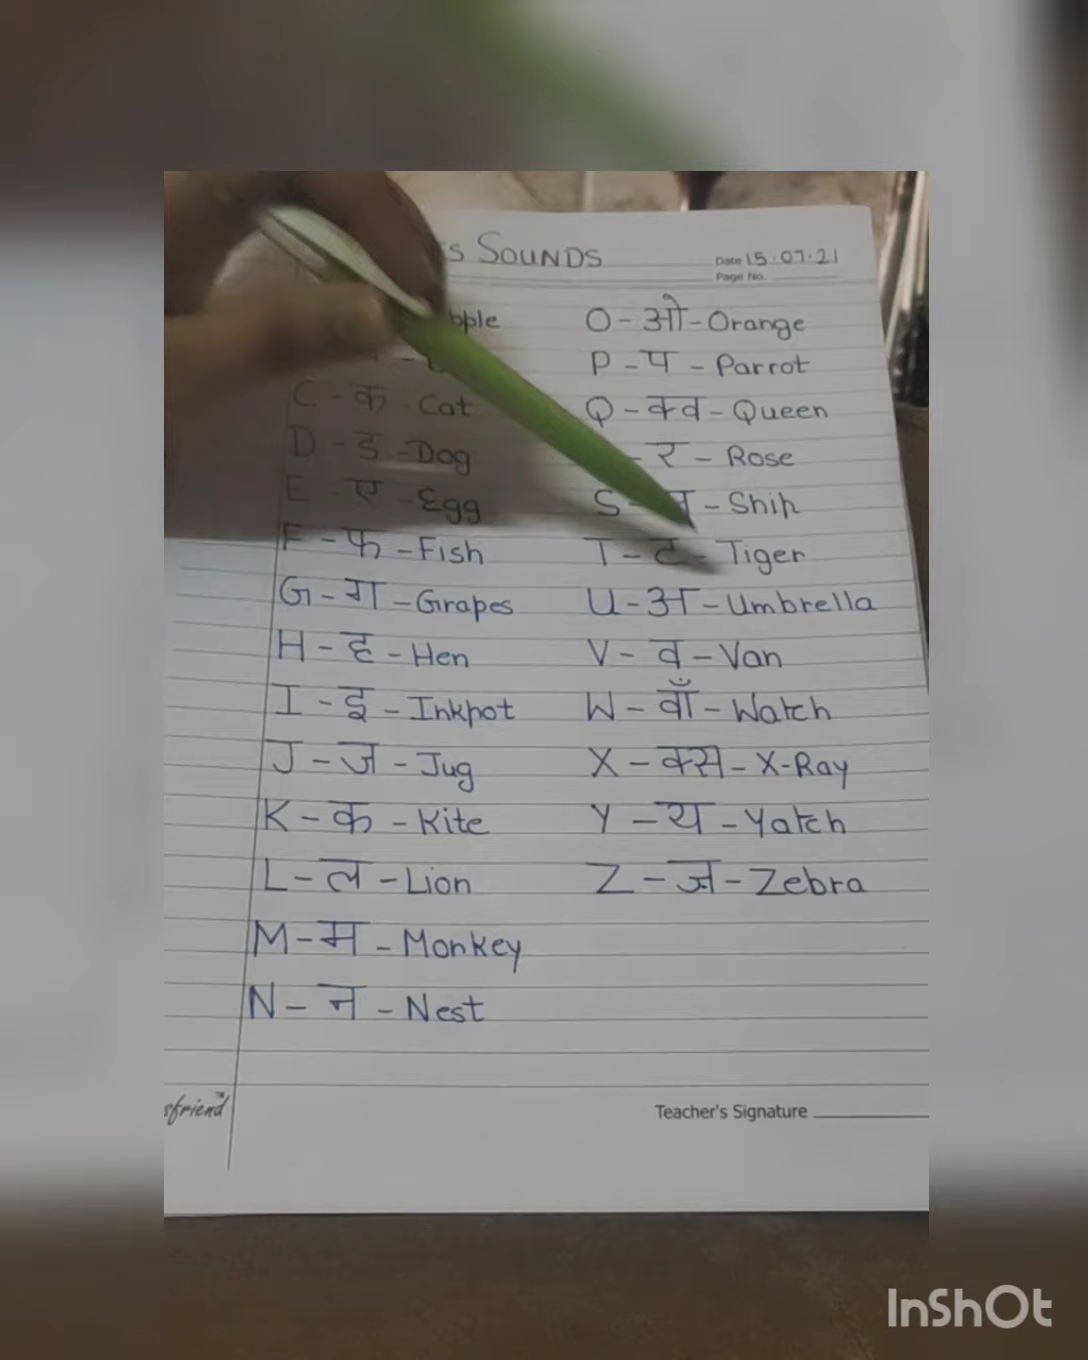 s SOUNDS
Date 15.07.21
Page No.
pple
C - क - Cat
D - ड - Dog
E - ए - Egg
F - फ - Fish
G - ग - Grapes
H - ह - Hen
I - इ - Inkpot
J - ज - Jug
K - क - Kite
L - ल - Lion
M - म - Monkey
N - न - Nest
O - ओ - Orange
P - प - Parrot
Q - क्व - Queen
- र - Rose
S - - Ship
T - ट - Tiger
U - अ - Umbrella
V - व - Van
W - वॉँ - Watch
X - क्स - X-Ray
Y - य - Yatch
Z - ज़ - Zebra
sfriend™
Teacher's Signature
InShOt